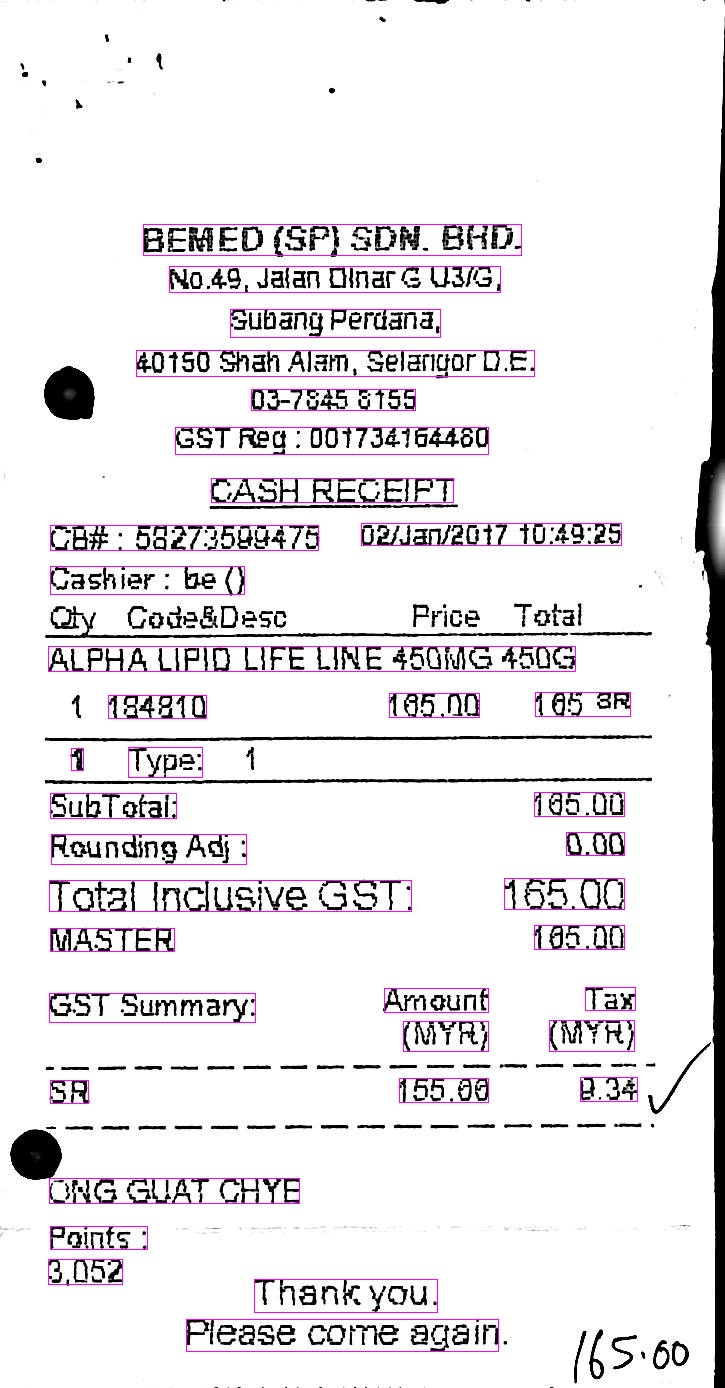 BEMED (SP) SDN. BHD.
No.49, Jalan Dinar G U3/G,
Subang Perdana,
40150 Shah Alam, Selangor D.E.
03-7845 8155
GST Reg : 001734164480
CASH RECEIPT
CB# : 58273599475 02/Jan/2017 10:49:25
Cashier : be ()
Qty Code&Desc Price Total
ALPHA LIPID LIFE LINE 450MG 450G
1 184810 165.00 165 SR
1 Type: 1
SubTotal: 165.00
Rounding Adj : 0.00
Total Inclusive GST: 165.00
MASTER 165.00
GST Summary: Amount Tax
(MYR) (MYR)
SR 155.66 9.34
ONG GUAT CHYE
Points :
3,052
Thank you.
Please come again.
165.00